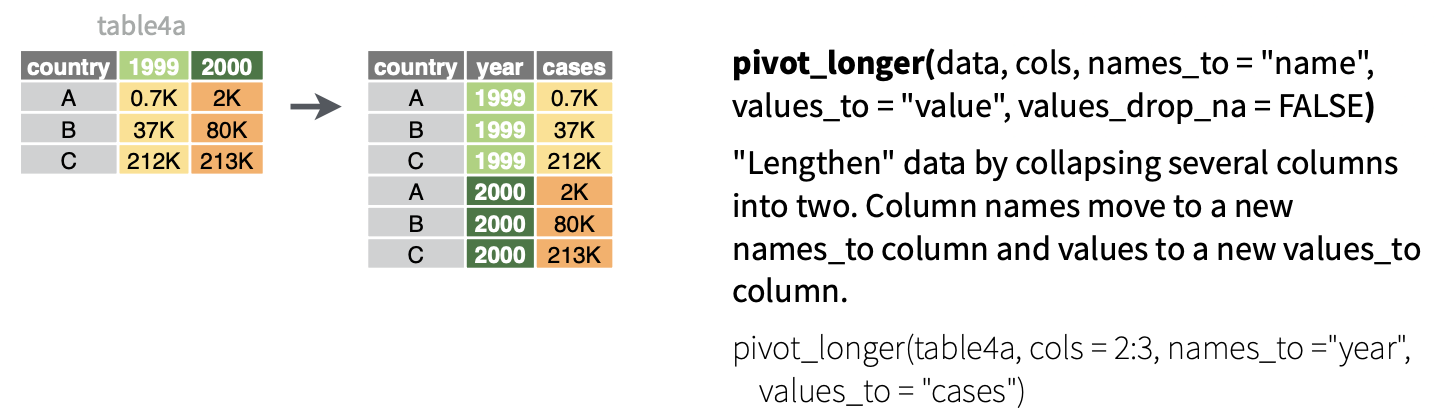 table4a
country 1999 2000
A 0.7K 2K
B 37K 80K
C 212K 213K
country year cases
A 1999 0.7K
B 1999 37K
C 1999 212K
A 2000 2K
B 2000 80K
C 2000 213K
pivot_longer(data, cols, names_to = "name",
values_to = "value", values_drop_na = FALSE)
"Lengthen" data by collapsing several columns
into two. Column names move to a new
names_to column and values to a new values_to
column.
pivot_longer(table4a, cols = 2:3, names_to ="year",
values_to = "cases")